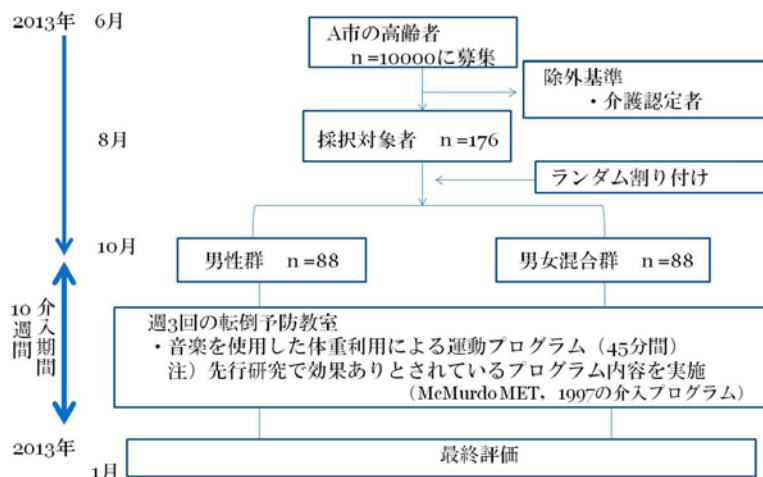 2013年 6月
A市の高齢者
n =10000に募集
除外基準
・介護認定者
8月
採択対象者 n =176
ランダム割り付け
10月
男性群 n =88
男女混合群 n =88
介入期間
10週間
週3回の転倒予防教室
・音楽を使用した体重利用による運動プログラム（45分間）
注）先行研究で効果ありとされているプログラム内容を実施
（McMurdo MET，1997の介入プログラム）
2013年
1月
最終評価